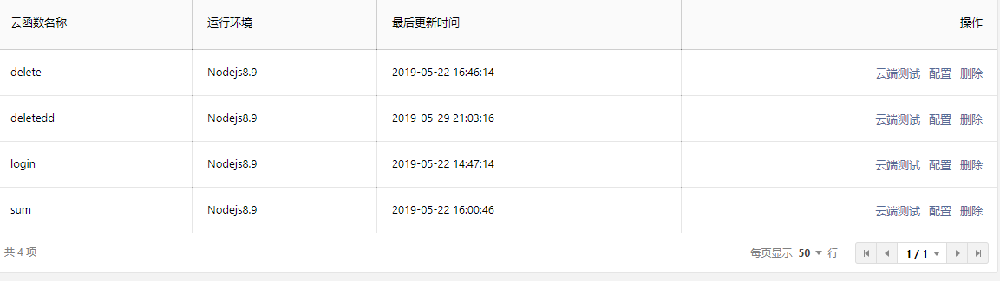 云函数名称 运行环境 最后更新时间 操作
delete Nodejs8.9 2019-05-22 16:46:14 云端测试 配置 删除
deletedd Nodejs8.9 2019-05-29 21:03:16 云端测试 配置 删除
login Nodejs8.9 2019-05-22 14:47:14 云端测试 配置 删除
sum Nodejs8.9 2019-05-22 16:00:46 云端测试 配置 删除
共 4 项 每页显示 50 行 1 / 1